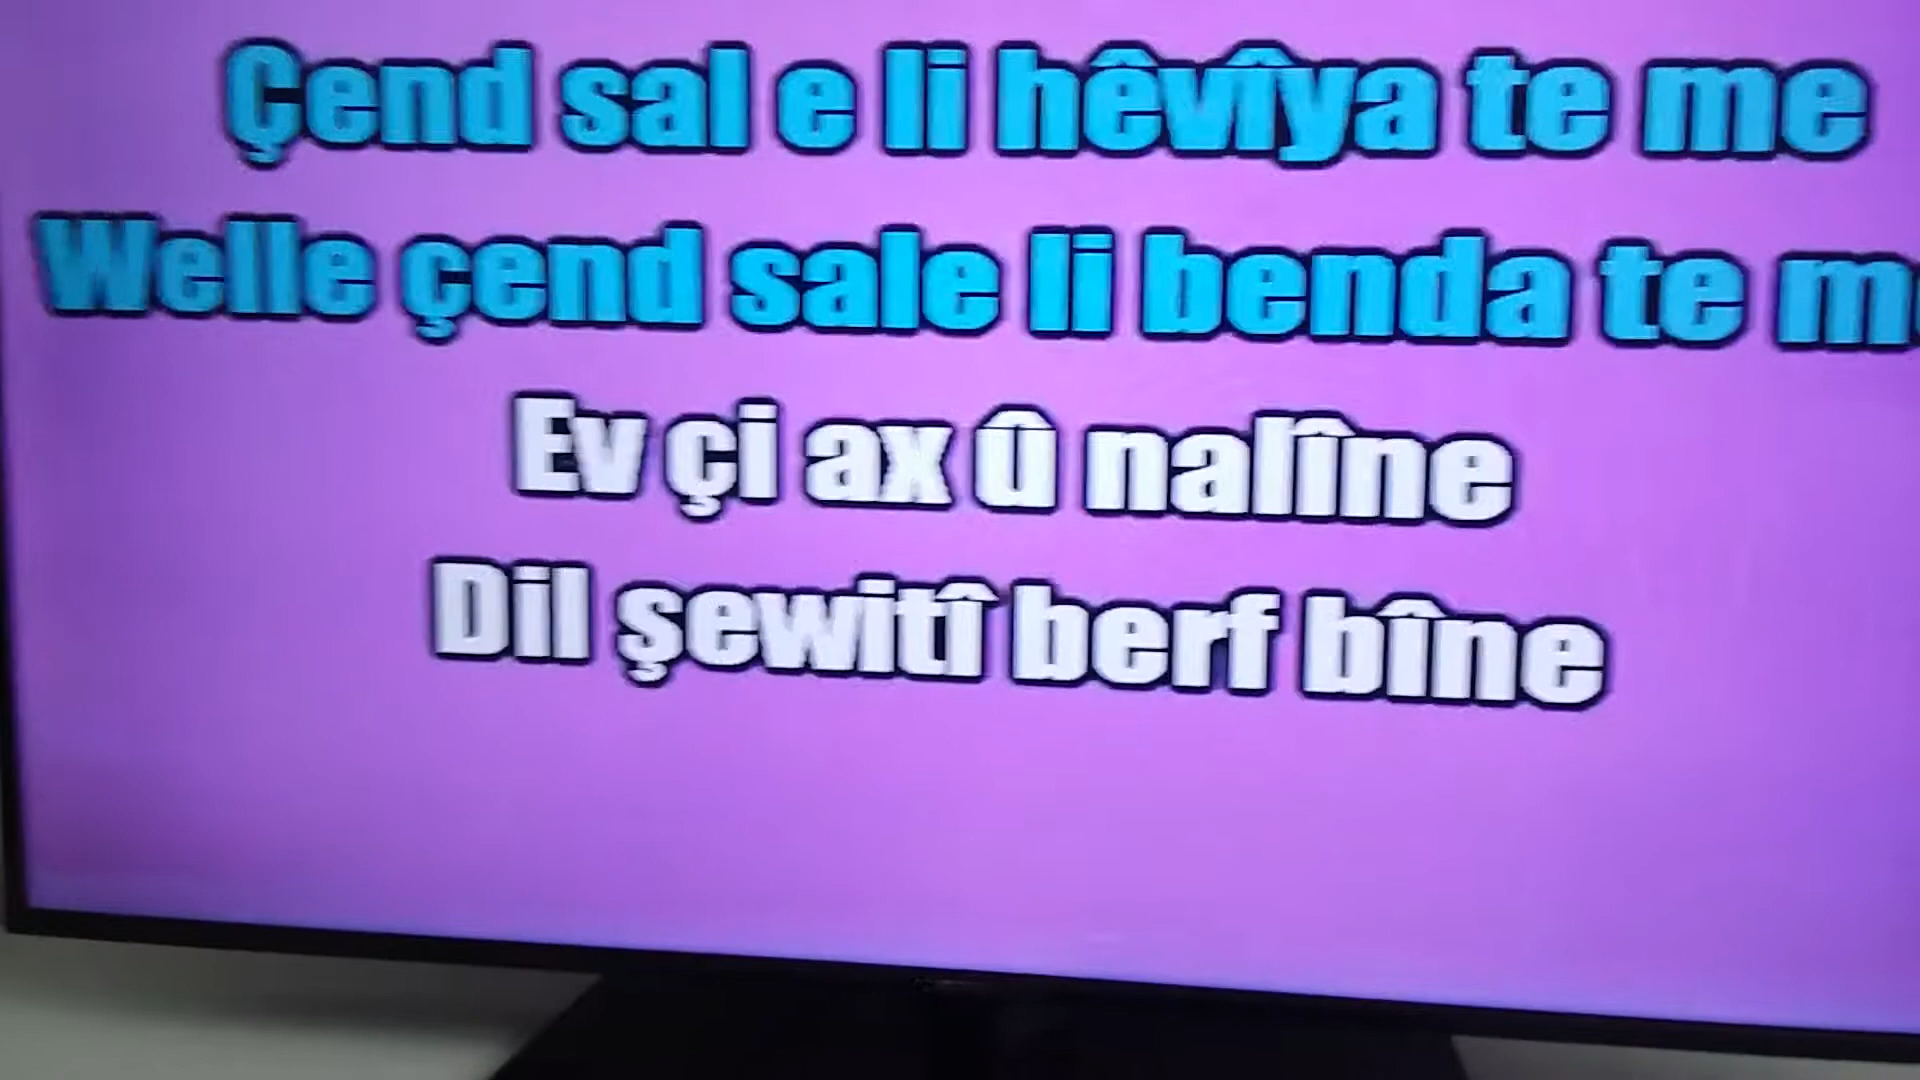 Çend sal e li hêvîya te me
Welle çend sale li benda te me
Ev çi ax û nalîne
Dil şewitî berf bîne